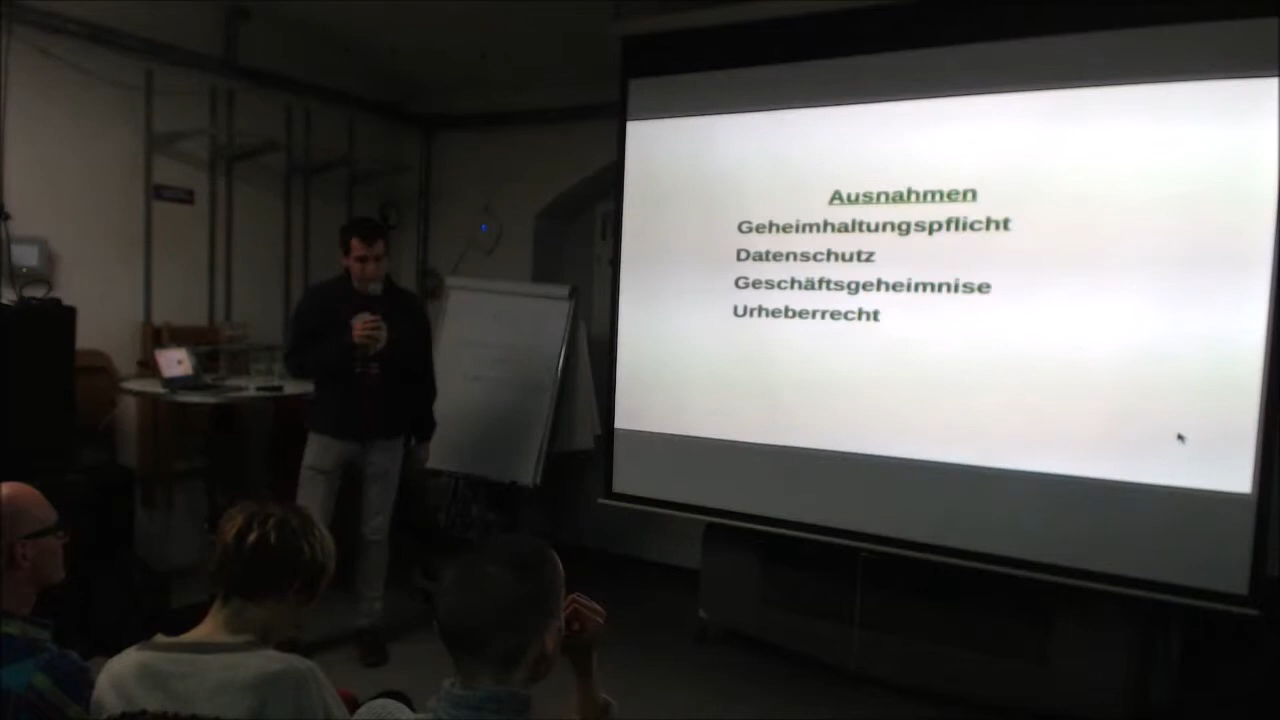 Ausnahmen
Geheimhaltungspflicht
Datenschutz
Geschäftsgeheimnise
Urheberrecht